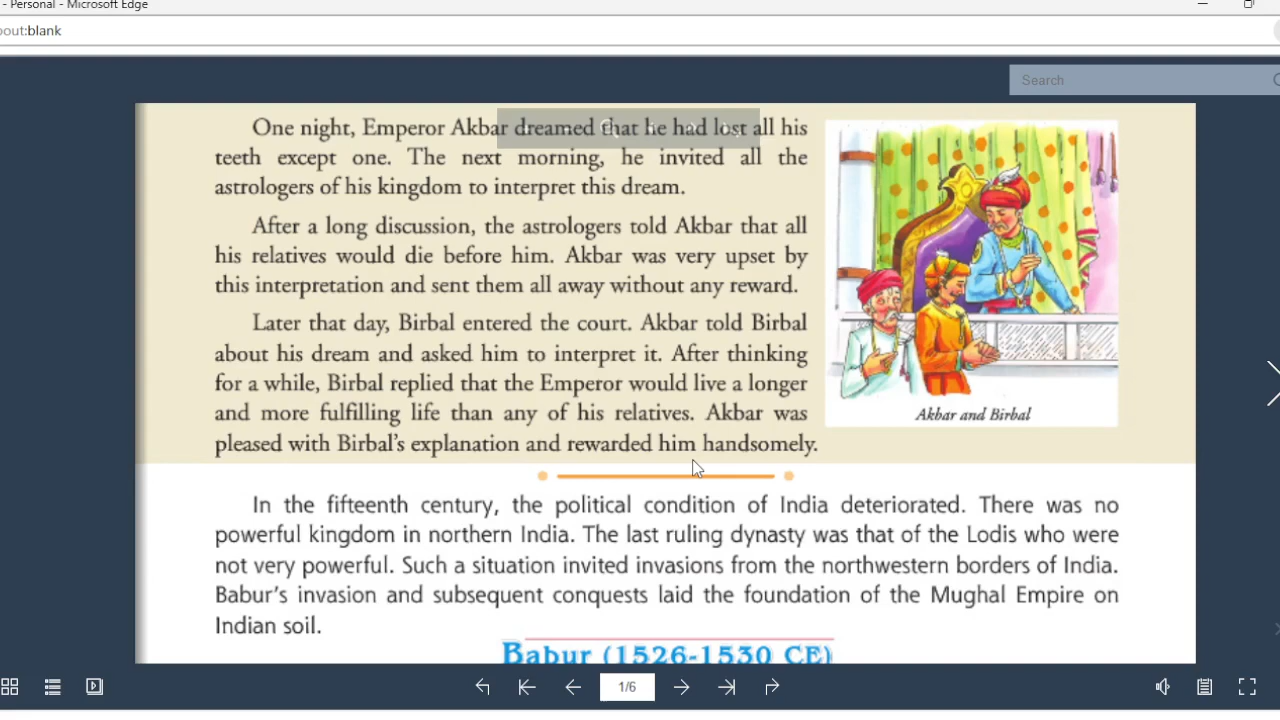 - Personal - Microsoft Edge
out:blank
Search
One night, Emperor Akbar dreamed that he had lost all his
teeth except one. The next morning, he invited all the
astrologers of his kingdom to interpret this dream.
After a long discussion, the astrologers told Akbar that all
his relatives would die before him. Akbar was very upset by
this interpretation and sent them all away without any reward.
Later that day, Birbal entered the court. Akbar told Birbal
about his dream and asked him to interpret it. After thinking
for a while, Birbal replied that the Emperor would live a longer
and more fulfilling life than any of his relatives. Akbar was
pleased with Birbal's explanation and rewarded him handsomely.
Akbar and Birbal
In the fifteenth century, the political condition of India deteriorated. There was no
powerful kingdom in northern India. The last ruling dynasty was that of the Lodis who were
not very powerful. Such a situation invited invasions from the northwestern borders of India.
Babur's invasion and subsequent conquests laid the foundation of the Mughal Empire on
Indian soil.
Babur (1526-1530 CE)
1/6